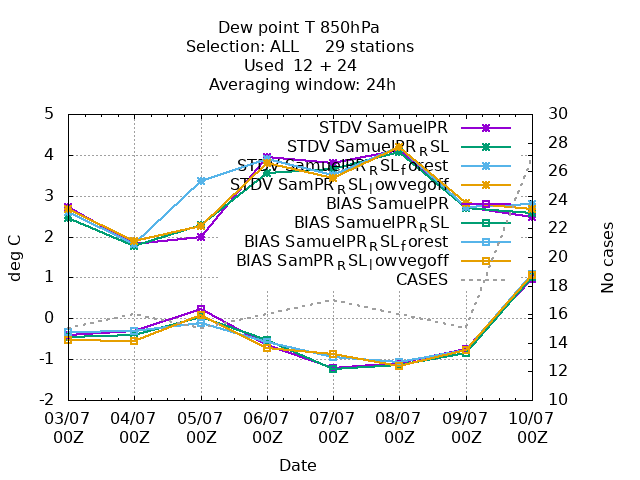 Dew point T 850hPa
Selection: ALL 29 stations
Used 12 + 24
Averaging window: 24h
STDV SamuelPR
STDV SamuelPR_RSL
STDV SamuelPR_RSL_forest
STDV SamPR_RSL_lowvegoff
BIAS SamuelPR
BIAS SamuelPR_RSL
BIAS SamuelPR_RSL_forest
BIAS SamPR_RSL_lowvegoff
CASES
5
4
3
2
1
0
-1
-2
deg C
30
28
26
24
22
20
18
16
14
12
10
No cases
03/07 04/07 05/07 06/07 07/07 08/07 09/07 10/07
00Z 00Z 00Z 00Z 00Z 00Z 00Z 00Z
Date